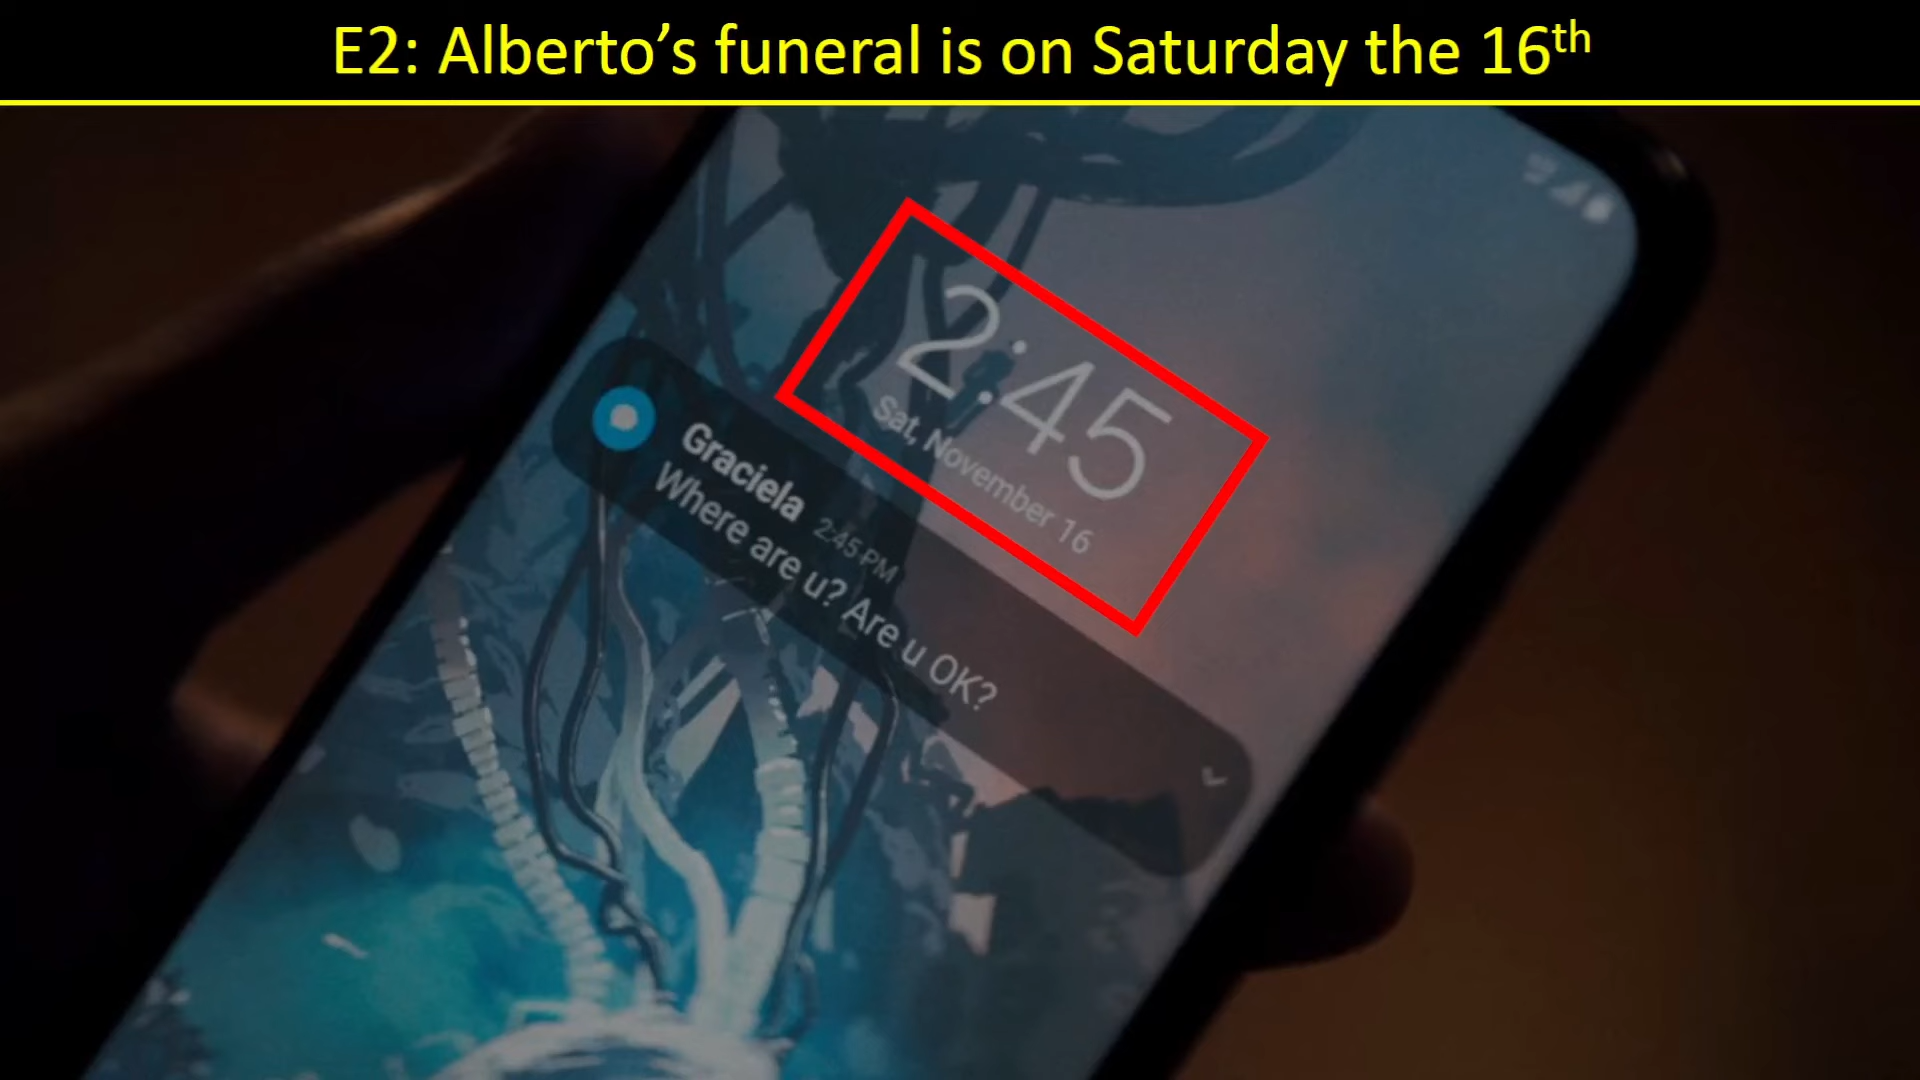 E2: Alberto’s funeral is on Saturday the 16th
2:45
Sat, November 16
Graciela 2:45 PM
Where are u? Are u OK?